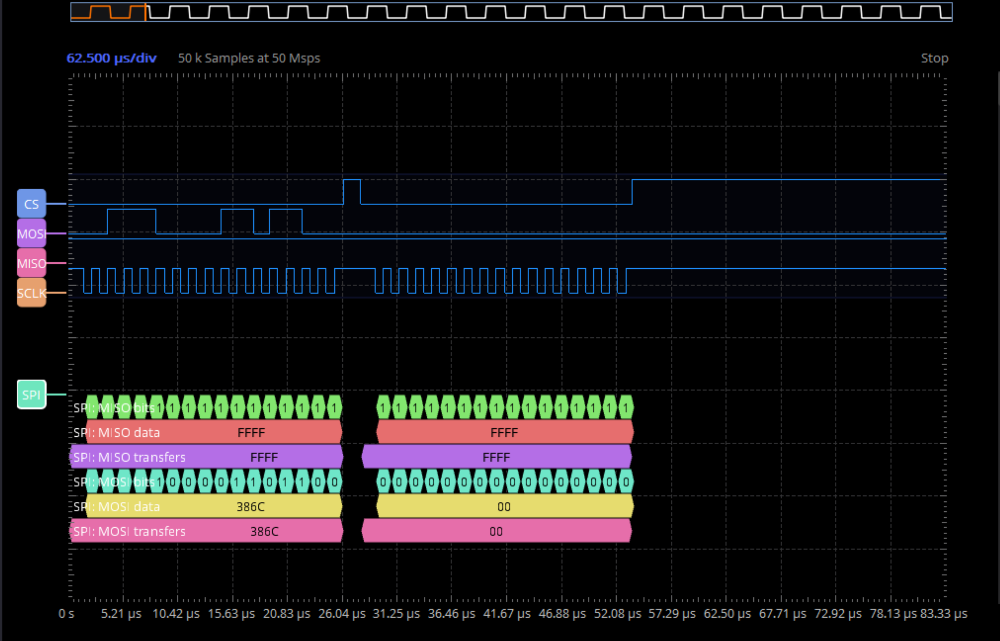 62.500 µs/div 50 k Samples at 50 Msps Stop
CS
MOSI
MISO
SCLK
SPI
SPI: MISO bits 1 1 1 1 1 1 1 1 1 1 1 1 1 1 1 1 1 1 1 1 1 1 1 1 1 1 1 1
SPI: MISO data FFFF FFFF
SPI: MISO transfers FFFF FFFF
SPI: MOSI bits 1 0 0 0 0 1 1 0 1 1 0 0 0 0 0 0 0 0 0 0 0 0 0 0 0 0 0 0
SPI: MOSI data 386C 00
SPI: MOSI transfers 386C 00
0 s 5.21 µs 10.42 µs 15.63 µs 20.83 µs 26.04 µs 31.25 µs 36.46 µs 41.67 µs 46.88 µs 52.08 µs 57.29 µs 62.50 µs 67.71 µs 72.92 µs 78.13 µs 83.33 µs